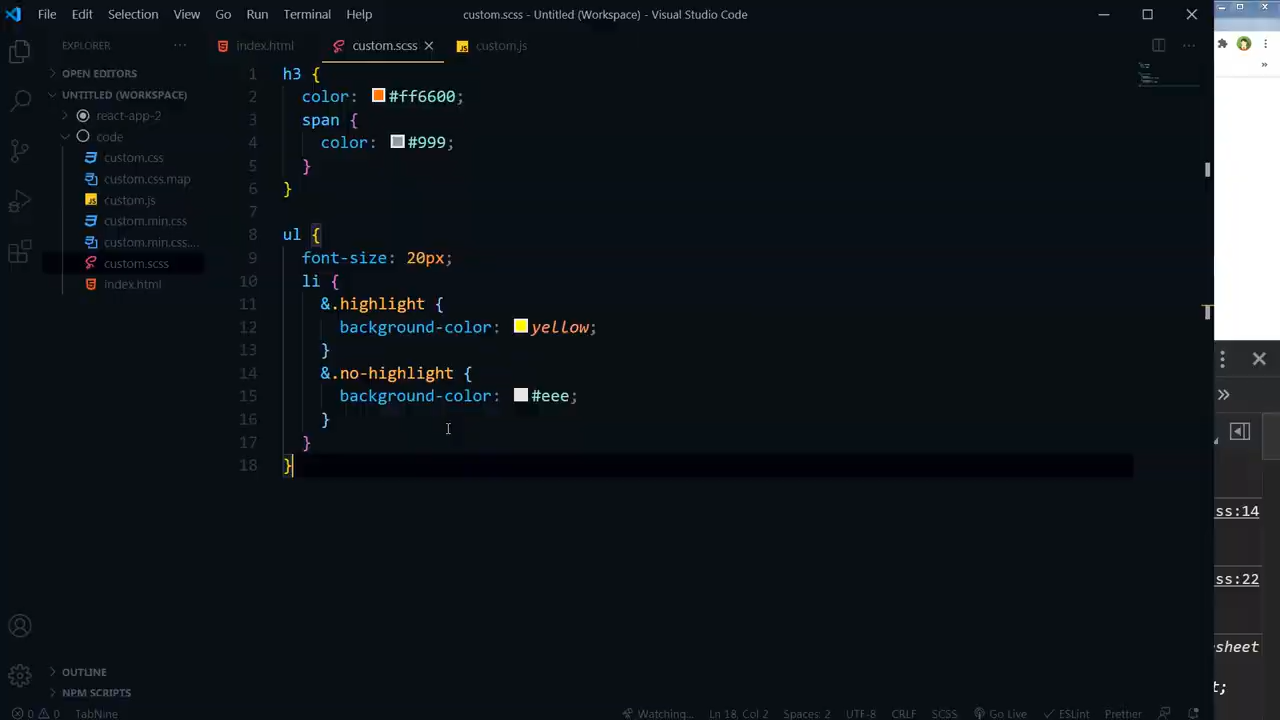 File Edit Selection View Go Run Terminal Help custom.scss - Untitled (Workspace) - Visual Studio Code
EXPLORER
index.html custom.scss custom.js
OPEN EDITORS
UNTITLED (WORKSPACE)
react-app-2
code
custom.css
custom.css.map
custom.js
custom.min.css
custom.min.css....
custom.scss
index.html
1 h3 {
2 color: #ff6600;
3 span {
4 color: #999;
5 }
6 }
7
8 ul {
9 font-size: 20px;
10 li {
11 &.highlight {
12 background-color: yellow;
13 }
14 &.no-highlight {
15 background-color: #eee;
16 }
17 }
18 }
ss:14
ss:22
sheet
t;
OUTLINE
NPM SCRIPTS
0 0 TabNine Watching... Ln 18, Col 2 Spaces: 2 UTF-8 CRLF SCSS Go Live ESLint Prettier